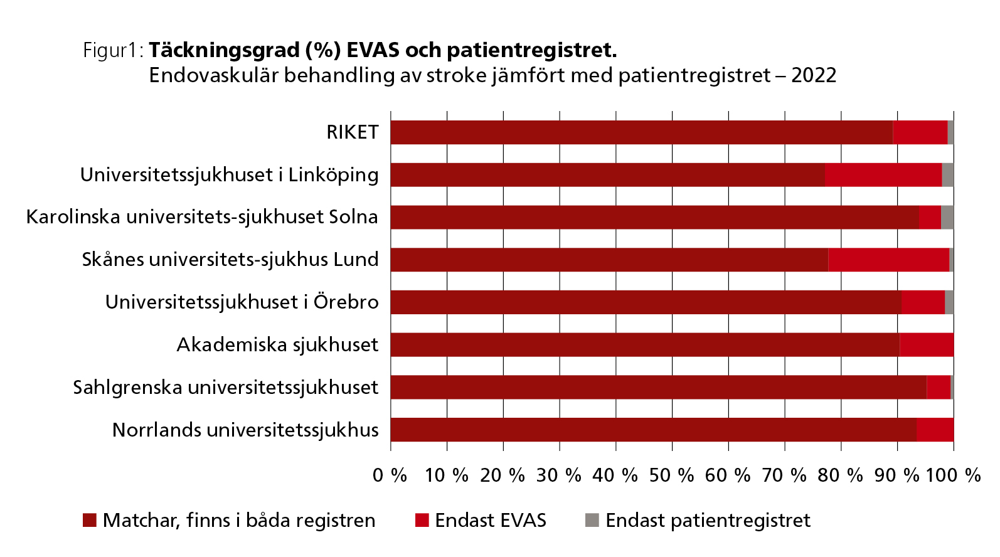 Figur1: Täckningsgrad (%) EVAS och patientregistret.
Endovaskulär behandling av stroke jämfört med patientregistret – 2022
RIKET
Universitetssjukhuset i Linköping
Karolinska universitets-sjukhuset Solna
Skånes universitets-sjukhus Lund
Universitetssjukhuset i Örebro
Akademiska sjukhuset
Sahlgrenska universitetssjukhuset
Norrlands universitetssjukhus
0 % 10 % 20 % 30 % 40 % 50 % 60 % 70 % 80 % 90 % 100 %
Matchar, finns i båda registren Endast EVAS Endast patientregistret